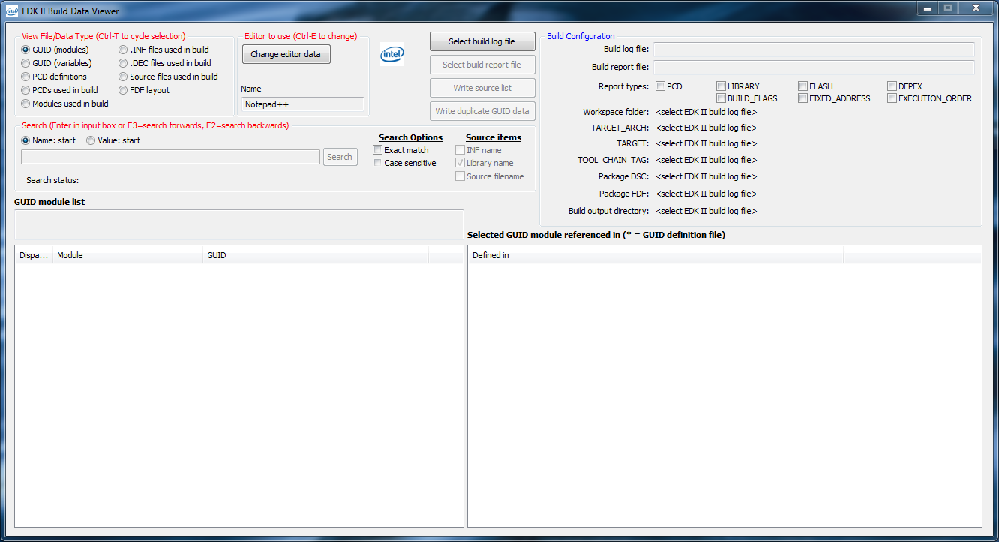 intel EDK II Build Data Viewer
View File/Data Type (Ctrl-T to cycle selection)
GUID (modules)
GUID (variables)
PCD definitions
PCDs used in build
Modules used in build
.INF files used in build
.DEC files used in build
Source files used in build
FDF layout
Editor to use (Ctrl-E to change)
Change editor data
Name
Notepad++
intel
Select build log file
Select build report file
Write source list
Write duplicate GUID data
Search (Enter in input box or F3=search forwards, F2=search backwards)
Name: start
Value: start
Search
Search status:
Search Options
Exact match
Case sensitive
Source items
INF name
Library name
Source filename
Build Configuration
Build log file:
Build report file:
Report types:
PCD
LIBRARY
FLASH
DEPEX
BUILD_FLAGS
FIXED_ADDRESS
EXECUTION_ORDER
Workspace folder: <select EDK II build log file>
TARGET_ARCH: <select EDK II build log file>
TARGET: <select EDK II build log file>
TOOL_CHAIN_TAG: <select EDK II build log file>
Package DSC: <select EDK II build log file>
Package FDF: <select EDK II build log file>
Build output directory: <select EDK II build log file>
GUID module list
Dispa... Module GUID
Selected GUID module referenced in (* = GUID definition file)
Defined in